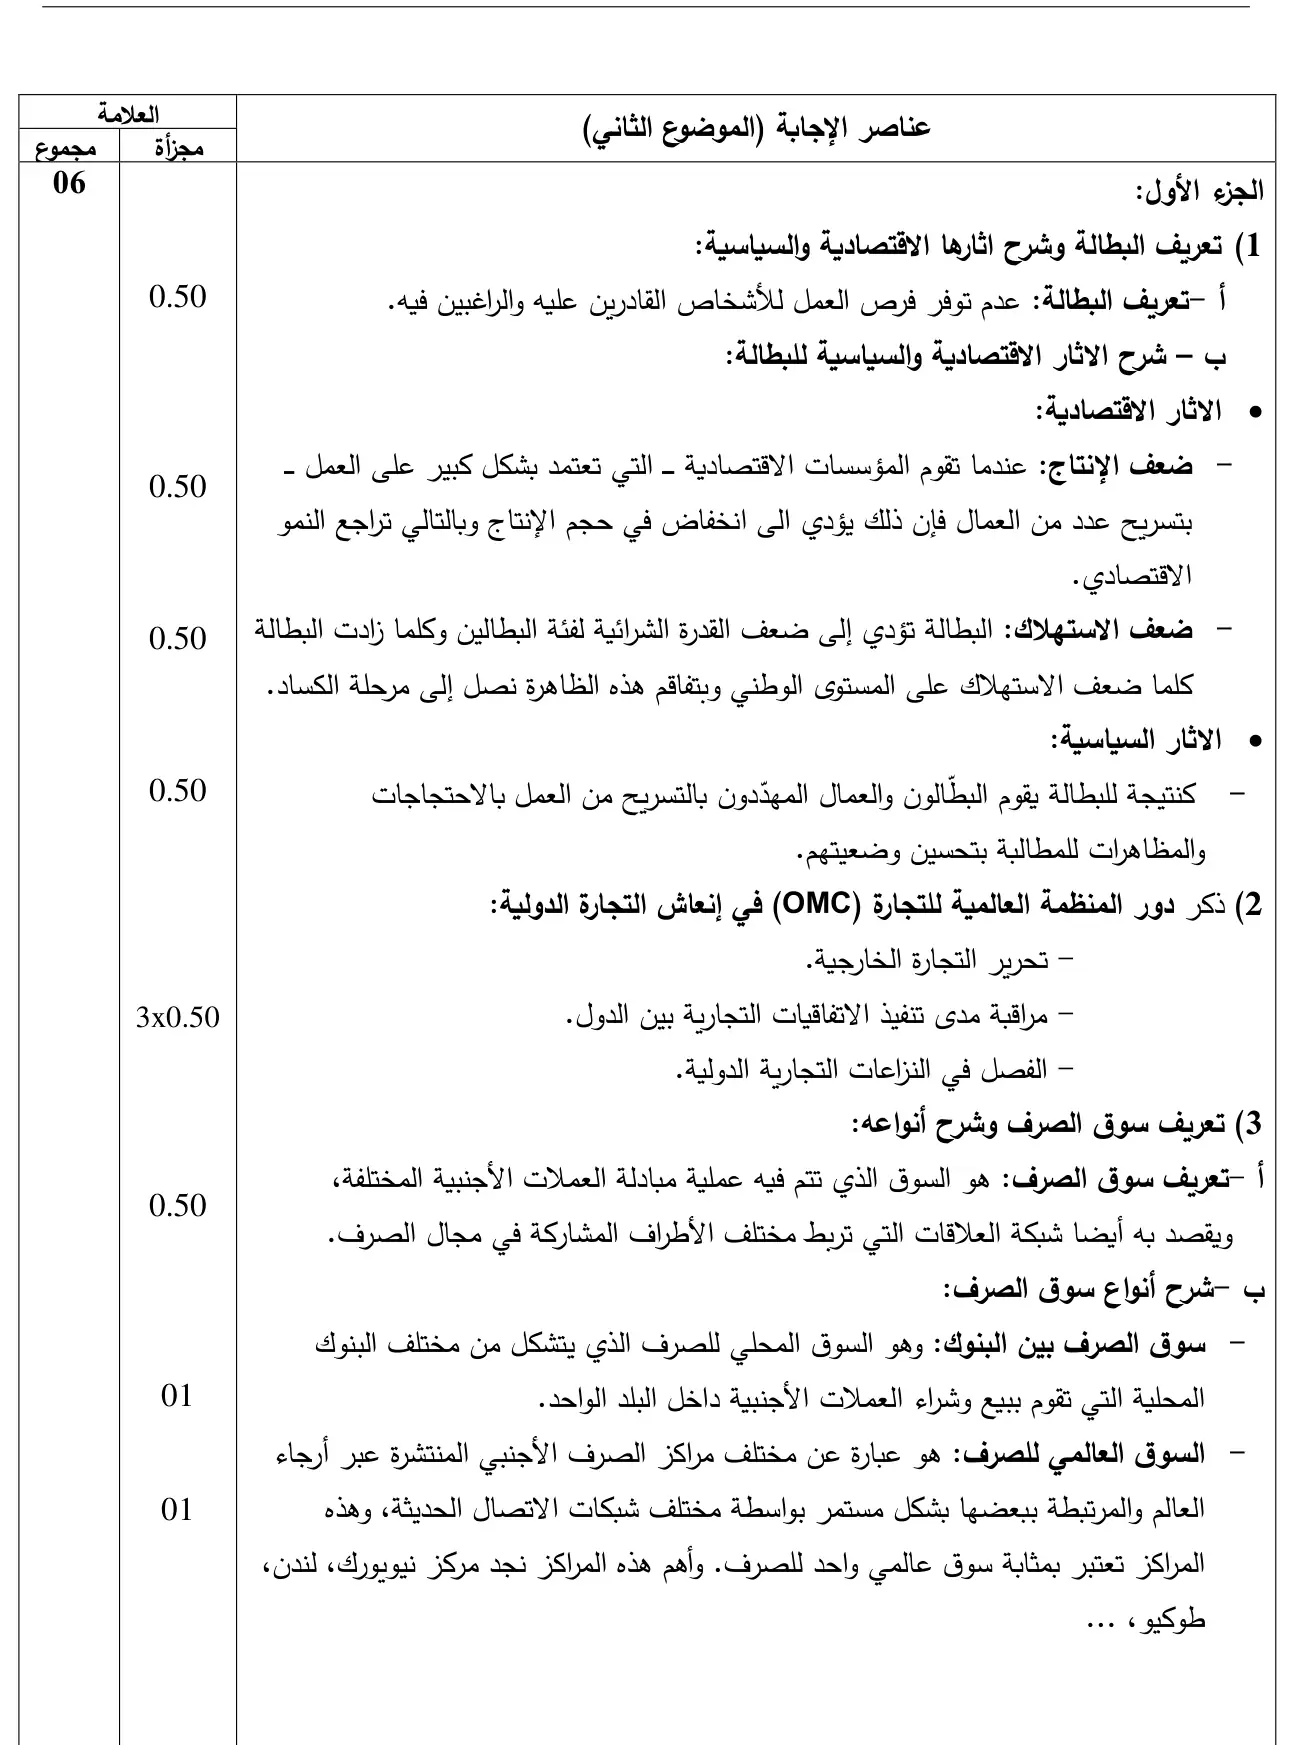 عناصر الإجابة (الموضوع الثاني)
العلامة
مجزأة
مجموع
الجزء الأول:
06
1) تعريف البطالة وشرح اثارها الاقتصادية والسياسية:
أ -تعريف البطالة: عدم توفر فرص العمل للأشخاص القادرين عليه والراغبين فيه.
0.50
ب – شرح الاثار الاقتصادية والسياسية للبطالة:
• الاثار الاقتصادية:
- ضعف الإنتاج: عندما تقوم المؤسسات الاقتصادية ـ التي تعتمد بشكل كبير على العمل ـ
0.50
بتسريح عدد من العمال فإن ذلك يؤدي الى انخفاض في حجم الإنتاج وبالتالي تراجع النمو
الاقتصادي.
- ضعف الاستهلاك: البطالة تؤدي إلى ضعف القدرة الشرائية لفئة البطالين وكلما زادت البطالة
0.50
كلما ضعف الاستهلاك على المستوى الوطني وبتفاقم هذه الظاهرة نصل إلى مرحلة الكساد.
• الاثار السياسية:
- كنتيجة للبطالة يقوم البطّالون والعمال المهدّدون بالتسريح من العمل بالاحتجاجات
0.50
والمظاهرات للمطالبة بتحسين وضعيتهم.
2) ذكر دور المنظمة العالمية للتجارة (OMC) في إنعاش التجارة الدولية:
- تحرير التجارة الخارجية.
- مراقبة مدى تنفيذ الاتفاقيات التجارية بين الدول.
3x0.50
- الفصل في النزاعات التجارية الدولية.
3) تعريف سوق الصرف وشرح أنواعه:
أ -تعريف سوق الصرف: هو السوق الذي تتم فيه عملية مبادلة العملات الأجنبية المختلفة،
0.50
ويقصد به أيضا شبكة العلاقات التي تربط مختلف الأطراف المشاركة في مجال الصرف.
ب -شرح أنواع سوق الصرف:
- سوق الصرف بين البنوك: وهو السوق المحلي للصرف الذي يتشكل من مختلف البنوك
المحلية التي تقوم ببيع وشراء العملات الأجنبية داخل البلد الواحد.
01
- السوق العالمي للصرف: هو عبارة عن مختلف مراكز الصرف الأجنبي المنتشرة عبر أرجاء
العالم والمرتبطة ببعضها بشكل مستمر بواسطة مختلف شبكات الاتصال الحديثة، وهذه
01
المراكز تعتبر بمثابة سوق عالمي واحد للصرف. وأهم هذه المراكز نجد مركز نيويورك، لندن،
طوكيو، ...